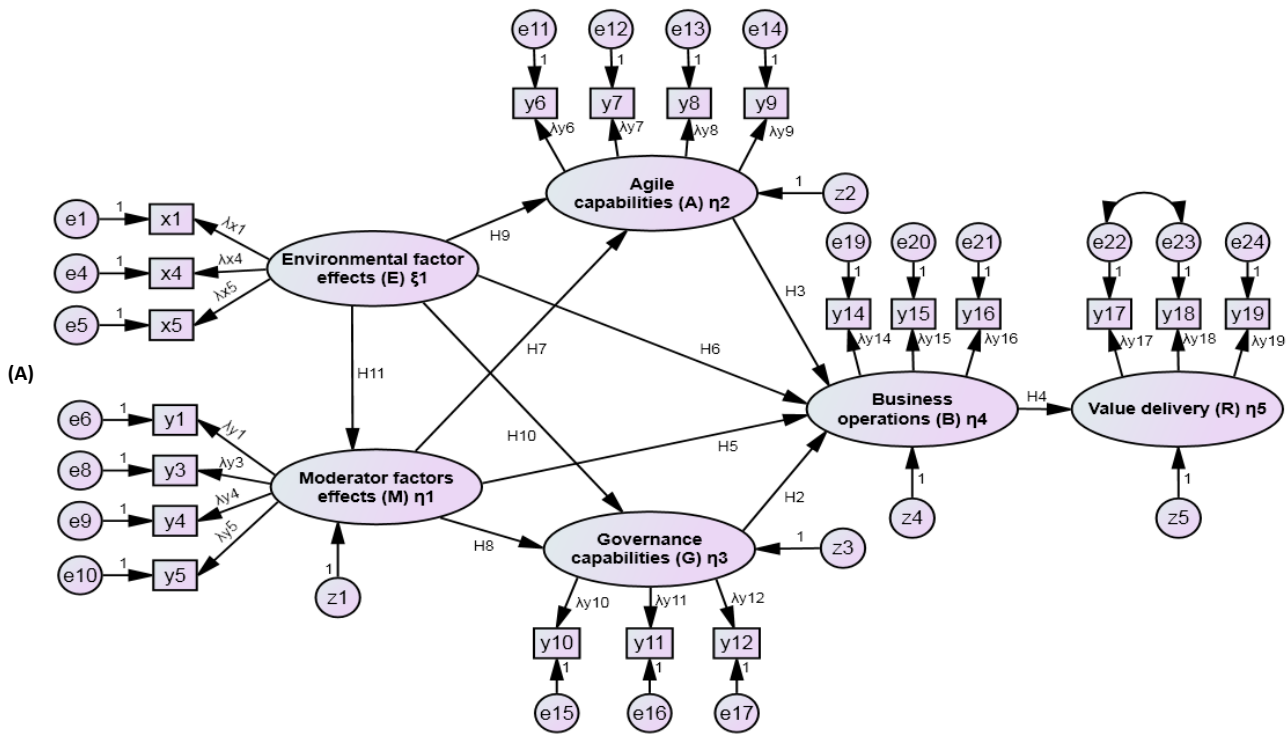 e11 e12 e13 e14
1 1 1 1
y6 y7 y8 y9
λy6 λy7 λy8 λy9
Agile
capabilities (A) η2
1 z2
e1 1 x1 λx1
e4 1 x4 λx4
e5 1 x5 λx5
Environmental factor
effects (E) ξ1
H9
H3
H6
H7
H11
H10
H5
H8
H2
H4
(A)
e19 e20 e21
1 1 1
y14 y15 y16
λy14 λy15 λy16
Business
operations (B) η4
1
z4
e22 e23 e24
1 1 1
y17 y18 y19
λy17 λy18 λy19
Value delivery (R) η5
1
z5
e6 1 y1 λy1
e8 1 y3 λy3
e9 1 y4 λy4
e10 1 y5 λy5
Moderator factors
effects (M) η1
1
z1
Governance
capabilities (G) η3
1 z3
λy10 λy11 λy12
y10 y11 y12
1 1 1
e15 e16 e17